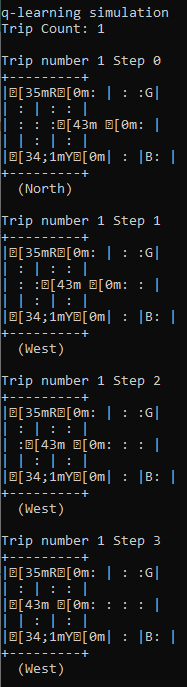 q-learning simulation
Trip Count: 1
Trip number 1 Step 0
+---------+
|⍰[35mR⍰[0m: | : :G|
| : | : : |
| : : :⍰[43m ⍰[0m: |
| | : | : |
|⍰[34;1mY⍰[0m| : |B: |
+---------+
(North)
Trip number 1 Step 1
+---------+
|⍰[35mR⍰[0m: | : :G|
| : | : : |
| : :⍰[43m ⍰[0m: : |
| | : | : |
|⍰[34;1mY⍰[0m| : |B: |
+---------+
(West)
Trip number 1 Step 2
+---------+
|⍰[35mR⍰[0m: | : :G|
| : | : : |
| :⍰[43m ⍰[0m: : : |
| | : | : |
|⍰[34;1mY⍰[0m| : |B: |
+---------+
(West)
Trip number 1 Step 3
+---------+
|⍰[35mR⍰[0m: | : :G|
| : | : : |
|⍰[43m ⍰[0m: : : : |
| | : | : |
|⍰[34;1mY⍰[0m| : |B: |
+---------+
(West)